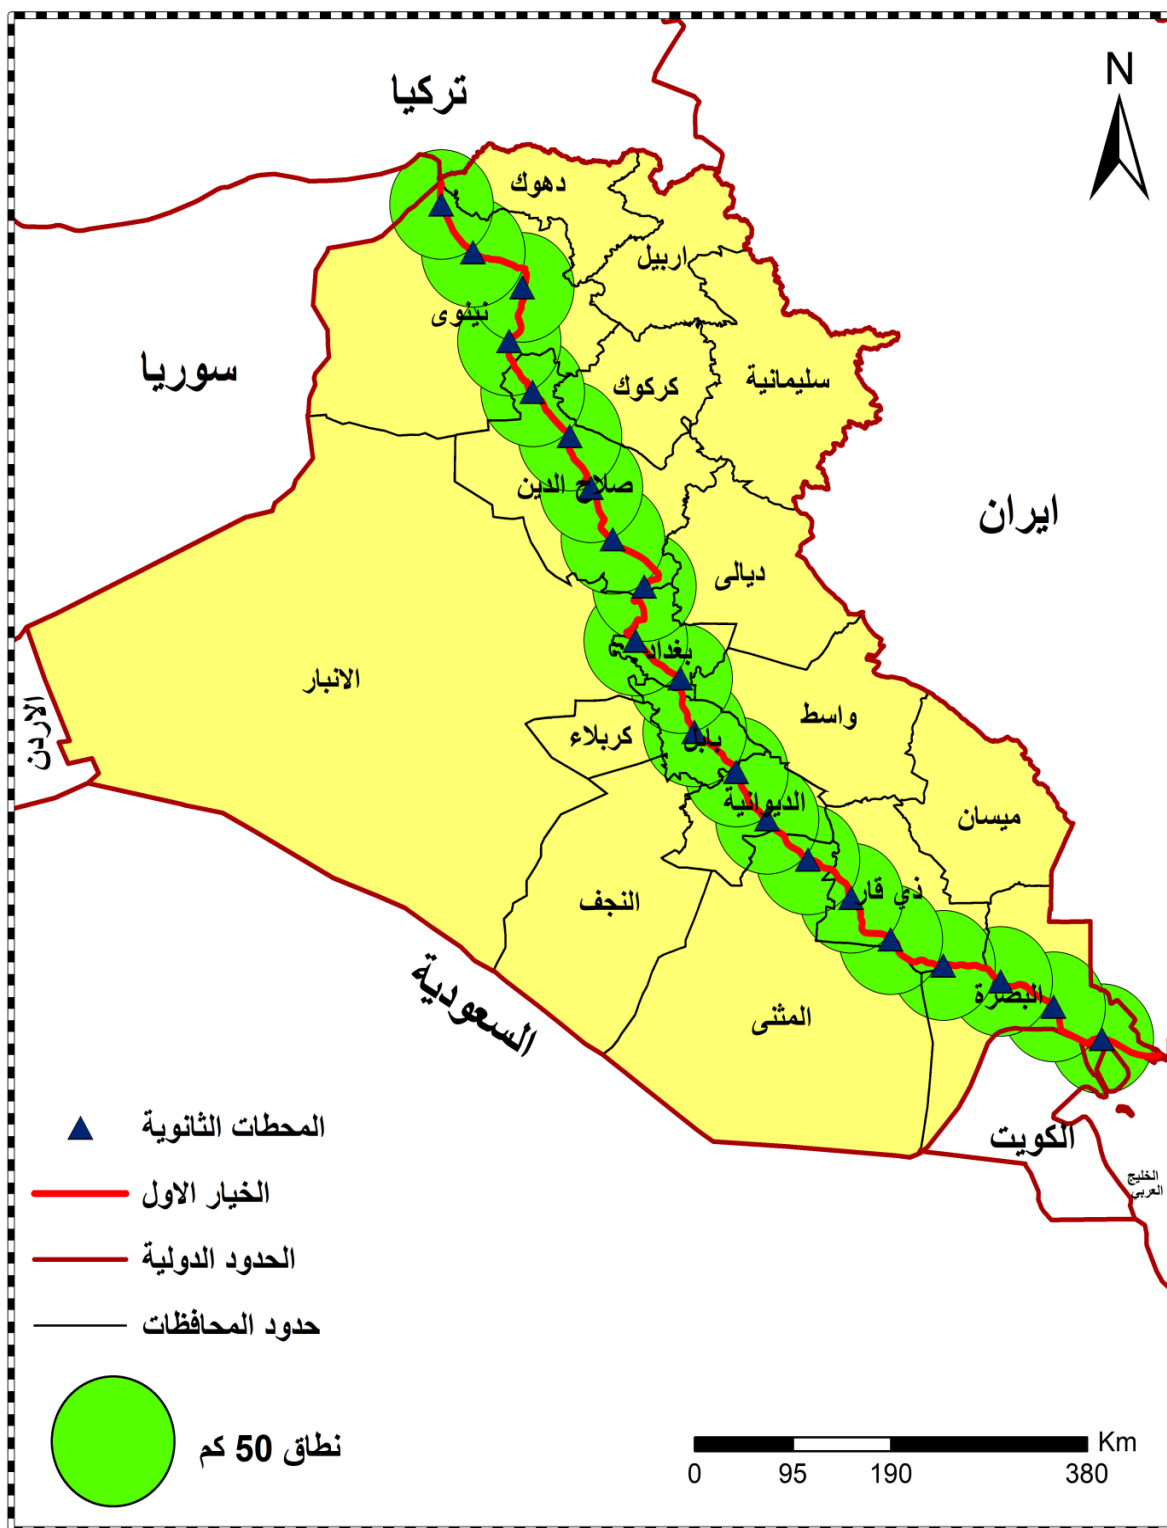 N
تركيا
دهوك
اربيل
نينوى
سوريا
كركوك
سليمانية
صلاح الدين
ايران
ديالى
بغداد
الانبار
واسط
الاردن
كربلاء
بابل
الديوانية
ميسان
النجف
ذي قار
السعودية
المثنى
البصرة
الكويت
الخليج
العربي
المحطات الثانوية
الخيار الاول
الحدود الدولية
حدود المحافظات
نطاق 50 كم
Km
0 95 190 380